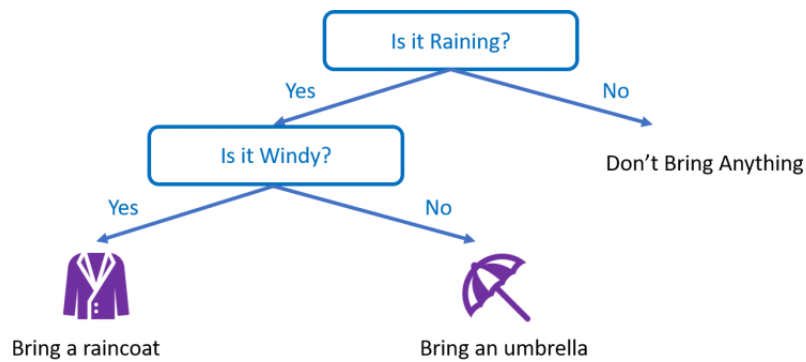 Is it Raining?
Yes
No
Is it Windy?
Don’t Bring Anything
Yes
No
Bring a raincoat
Bring an umbrella